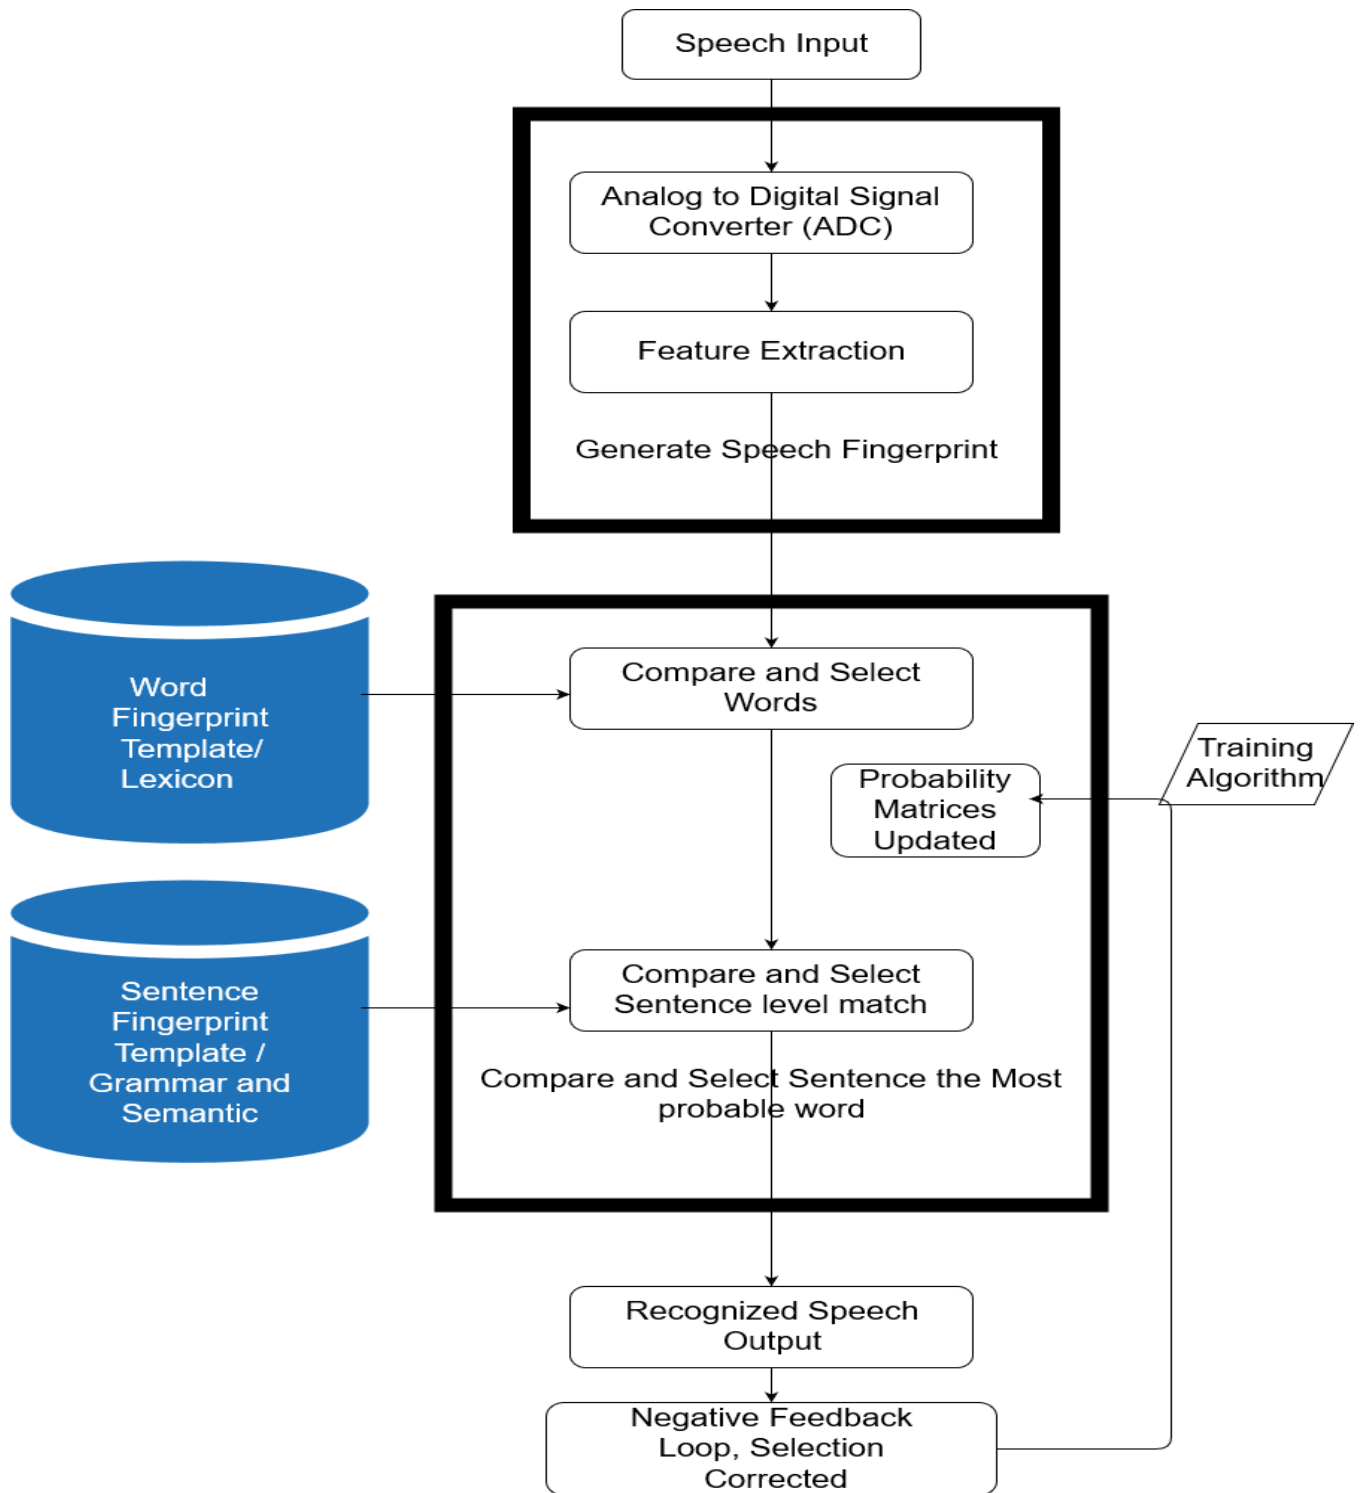 Speech Input
Analog to Digital Signal
Converter (ADC)
Feature Extraction
Generate Speech Fingerprint
Word
Fingerprint
Template/
Lexicon
Compare and Select
Words
Probability
Matrices
Updated
Training
Algorithm
Sentence
Fingerprint
Template /
Grammar and
Semantic
Compare and Select
Sentence level match
Compare and Select Sentence the Most
probable word
Recognized Speech
Output
Negative Feedback
Loop, Selection
Corrected